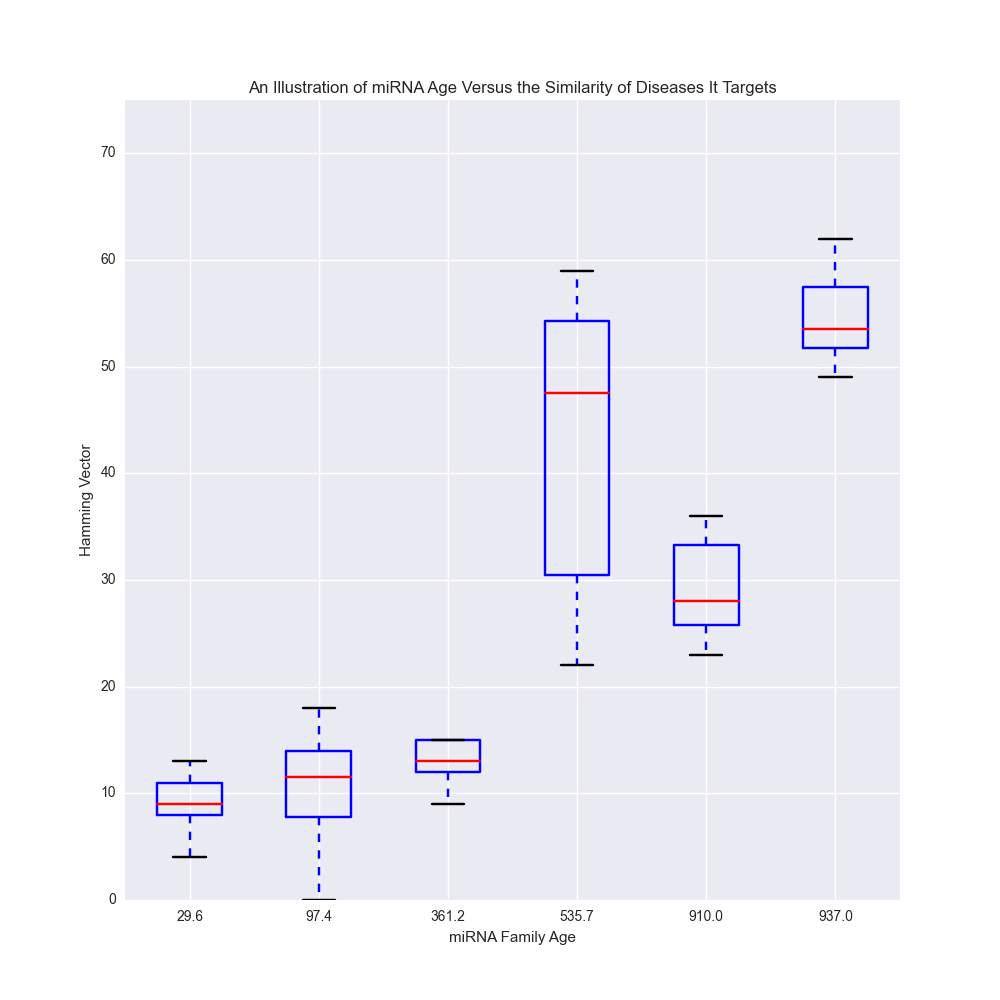 An Illustration of miRNA Age Versus the Similarity of Diseases It Targets
70
60
50
40
30
20
10
0
Hamming Vector
29.6 97.4 361.2 535.7 910.0 937.0
miRNA Family Age